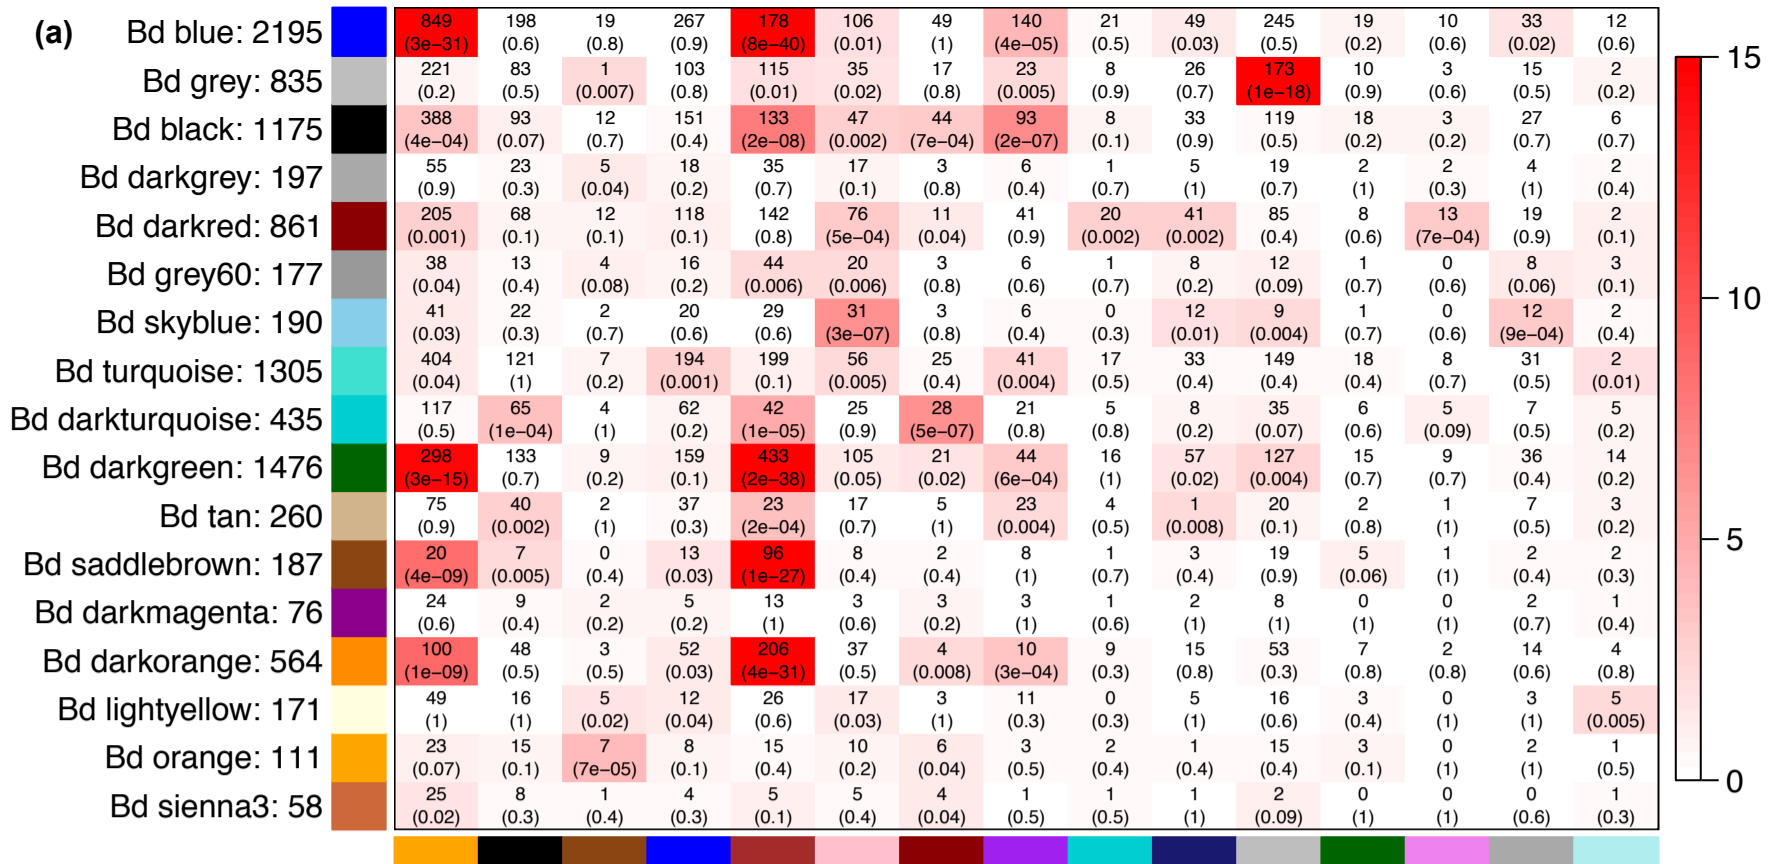 (a)
Bd blue: 2195 849 198 19 267 178 106 49 140 21 49 245 19 10 33 12
(3e−31) (0.6) (0.8) (0.9) (8e−40) (0.01) (1) (4e−05) (0.5) (0.03) (0.5) (0.2) (0.6) (0.02) (0.6)
Bd grey: 835 221 83 1 103 115 35 17 23 8 26 173 10 3 15 2
(0.2) (0.5) (0.007) (0.8) (0.01) (0.02) (0.8) (0.005) (0.9) (0.7) (1e−18) (0.9) (0.6) (0.5) (0.2)
Bd black: 1175 388 93 12 151 133 47 44 93 8 33 119 18 3 27 6
(4e−04) (0.07) (0.7) (0.4) (2e−08) (0.002) (7e−04) (2e−07) (0.1) (0.9) (0.5) (0.2) (0.2) (0.7) (0.7)
Bd darkgrey: 197 55 23 5 18 35 17 3 6 1 5 19 2 2 4 2
(0.9) (0.3) (0.04) (0.2) (0.7) (0.1) (0.8) (0.4) (0.7) (1) (0.7) (1) (0.3) (1) (0.4)
Bd darkred: 861 205 68 12 118 142 76 11 41 20 41 85 8 13 19 2
(0.001) (0.1) (0.1) (0.1) (0.8) (5e−04) (0.04) (0.9) (0.002) (0.002) (0.4) (0.6) (7e−04) (0.9) (0.1)
Bd grey60: 177 38 13 4 16 44 20 3 6 1 8 12 1 0 8 3
(0.04) (0.4) (0.08) (0.2) (0.006) (0.006) (0.8) (0.6) (0.7) (0.2) (0.09) (0.7) (0.6) (0.06) (0.1)
Bd skyblue: 190 41 22 2 20 29 31 3 6 0 12 9 1 0 12 2
(0.03) (0.3) (0.7) (0.6) (0.6) (3e−07) (0.8) (0.4) (0.3) (0.01) (0.004) (0.7) (0.6) (9e−04) (0.4)
Bd turquoise: 1305 404 121 7 194 199 56 25 41 17 33 149 18 8 31 2
(0.04) (1) (0.2) (0.001) (0.1) (0.005) (0.4) (0.004) (0.5) (0.4) (0.4) (0.4) (0.7) (0.5) (0.01)
Bd darkturquoise: 435 117 65 4 62 42 25 28 21 5 8 35 6 5 7 5
(0.5) (1e−04) (1) (0.2) (1e−05) (0.9) (5e−07) (0.8) (0.8) (0.2) (0.07) (0.6) (0.09) (0.5) (0.2)
Bd darkgreen: 1476 298 133 9 159 433 105 21 44 16 57 127 15 9 36 14
(3e−15) (0.7) (0.2) (0.1) (2e−38) (0.05) (0.02) (6e−04) (1) (0.02) (0.004) (0.7) (0.7) (0.4) (0.2)
Bd tan: 260 75 40 2 37 23 17 5 23 4 1 20 2 1 7 3
(0.9) (0.002) (1) (0.3) (2e−04) (0.7) (1) (0.004) (0.5) (0.008) (0.1) (0.8) (1) (0.5) (0.2)
Bd saddlebrown: 187 20 7 0 13 96 8 2 8 1 3 19 5 1 2 2
(4e−09) (0.005) (0.4) (0.03) (1e−27) (0.4) (0.4) (1) (0.7) (0.4) (0.9) (0.06) (1) (0.4) (0.3)
Bd darkmagenta: 76 24 9 2 5 13 3 3 3 1 2 8 0 0 2 1
(0.6) (0.4) (0.2) (0.2) (1) (0.6) (0.2) (1) (0.6) (1) (1) (1) (1) (0.7) (0.4)
Bd darkorange: 564 100 48 3 52 206 37 4 10 9 15 53 7 2 14 4
(1e−09) (0.5) (0.5) (0.03) (4e−31) (0.5) (0.008) (3e−04) (0.3) (0.8) (0.3) (0.8) (0.8) (0.6) (0.8)
Bd lightyellow: 171 49 16 5 12 26 17 3 11 0 5 16 3 0 3 5
(1) (1) (0.02) (0.04) (0.6) (0.03) (1) (0.3) (0.3) (1) (0.6) (0.4) (1) (1) (0.005)
Bd orange: 111 23 15 7 8 15 10 6 3 2 1 15 3 0 2 1
(0.07) (0.1) (7e−05) (0.1) (0.4) (0.2) (0.04) (0.5) (0.4) (0.4) (0.4) (0.1) (1) (1) (0.5)
Bd sienna3: 58 25 8 1 4 5 5 4 1 1 1 2 0 0 0 1
(0.02) (0.3) (0.4) (0.3) (0.1) (0.4) (0.04) (0.5) (0.5) (1) (0.09) (1) (1) (0.6) (0.3)
15
10
5
0